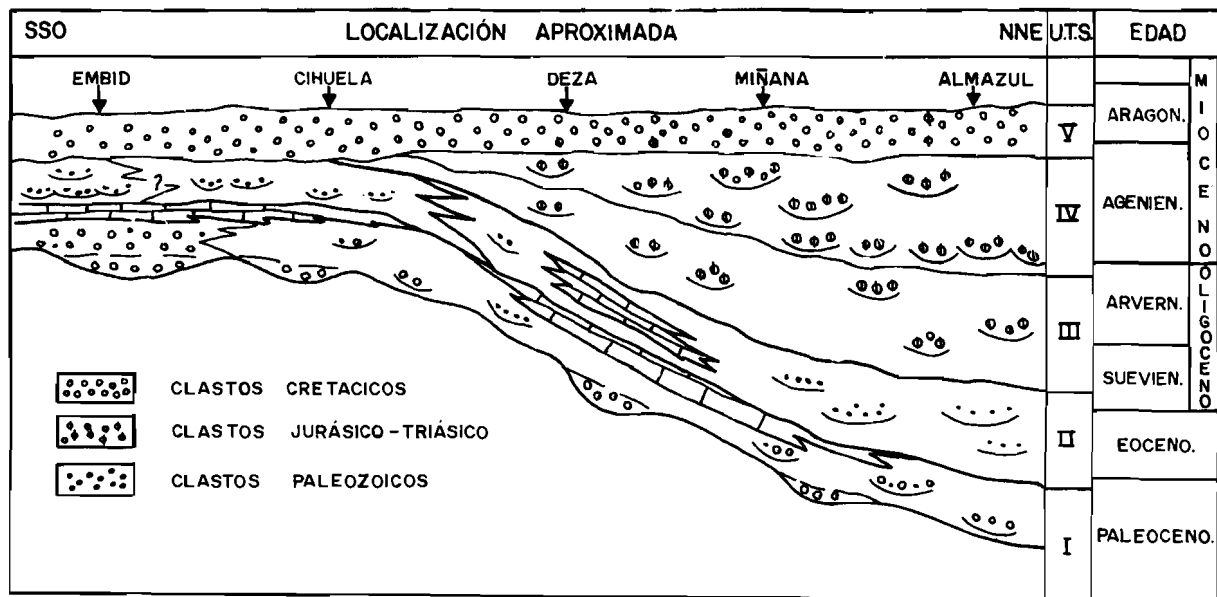 SSO LOCALIZACIÓN APROXIMADA NNE U.T.S. EDAD
EMBID CIHUELA DEZA MIÑANA ALMAZUL
V ARAGON.
IV AGENIEN.
MIOCENO
?
III ARVERN.
SUEVIEN.
OLIGOCENO
II EOCENO.
I PALEOCENO.
CLASTOS CRETACICOS
CLASTOS JURÁSICO-TRIÁSICO
CLASTOS PALEOZOICOS